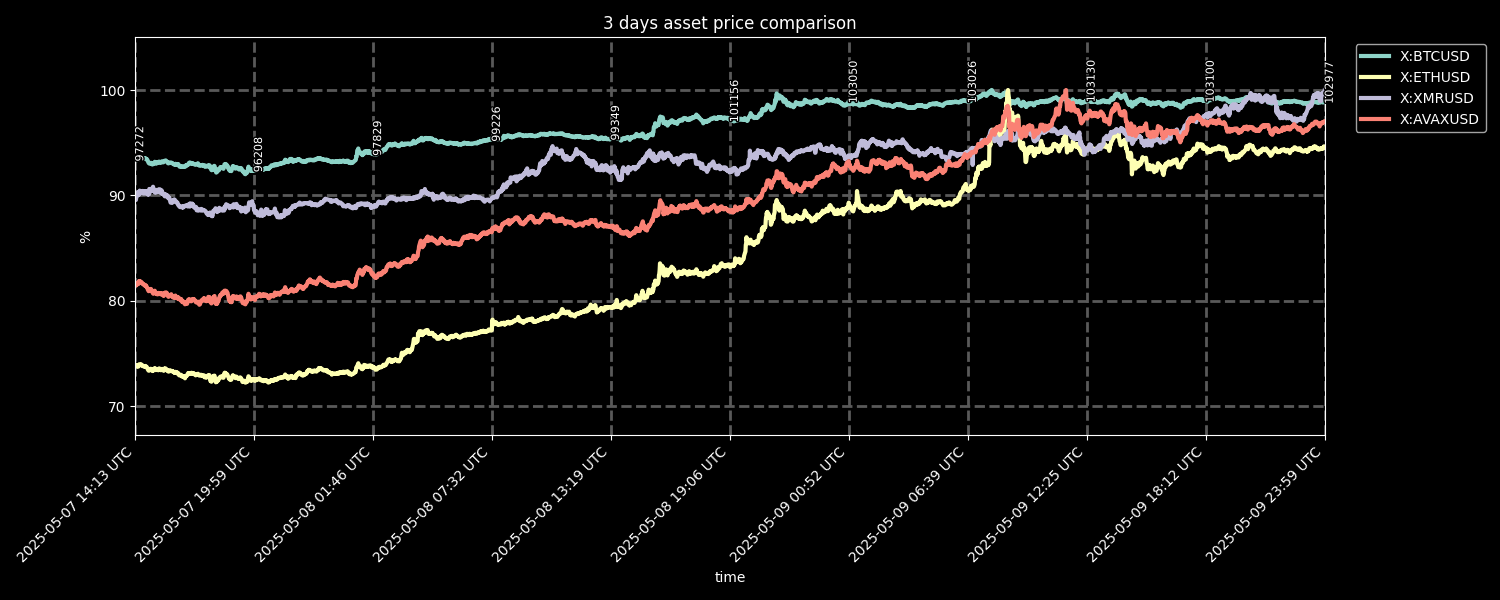 3 days asset price comparison
X:BTCUSD
X:ETHUSD
X:XMRUSD
X:AVAXUSD
100
90
80
70
%
97272
96208
97829
99226
99349
101156
103050
103026
103130
103100
102977
2025-05-07 14:13 UTC
2025-05-07 19:59 UTC
2025-05-08 01:46 UTC
2025-05-08 07:32 UTC
2025-05-08 13:19 UTC
2025-05-08 19:06 UTC
2025-05-09 00:52 UTC
2025-05-09 06:39 UTC
2025-05-09 12:25 UTC
2025-05-09 18:12 UTC
2025-05-09 23:59 UTC
time